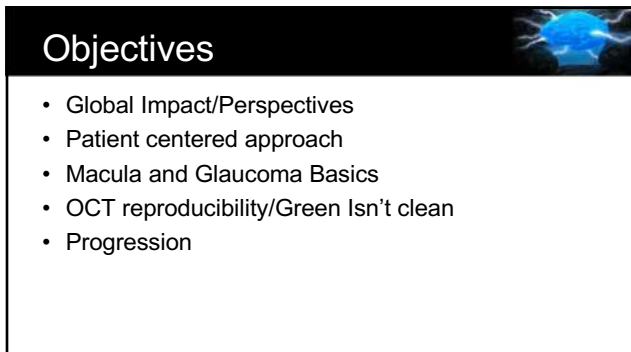 Objectives
• Global Impact/Perspectives
• Patient centered approach
• Macula and Glaucoma Basics
• OCT reproducibility/Green Isn’t clean
• Progression